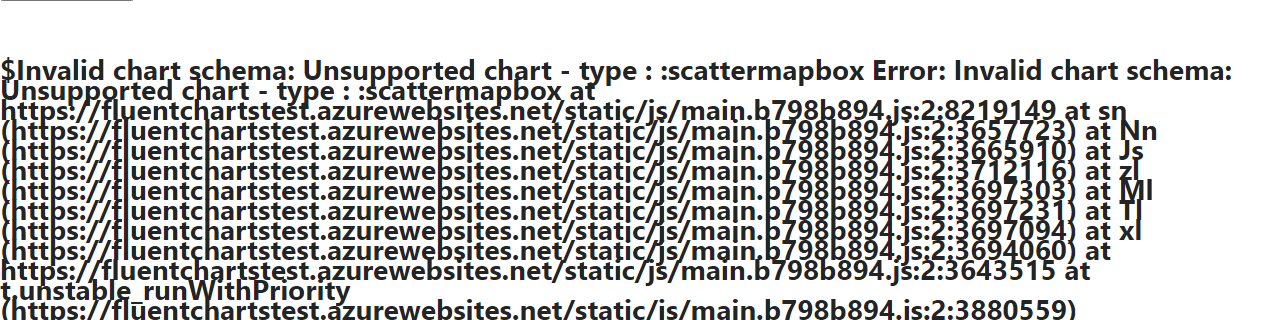 $Invalid chart schema: Unsupported chart - type : :scattermapbox Error: Invalid chart schema:
Unsupported chart - type : :scattermapbox at
https://fluentchartstest.azurewebsites.net/static/js/main.b798b894.js:2:8219149 at sn
(https://fluentchartstest.azurewebsites.net/static/js/main.b798b894.js:2:3657723) at Nn
(https://fluentchartstest.azurewebsites.net/static/js/main.b798b894.js:2:3665910) at Js
(https://fluentchartstest.azurewebsites.net/static/js/main.b798b894.js:2:3712116) at zl
(https://fluentchartstest.azurewebsites.net/static/js/main.b798b894.js:2:3697303) at Ml
(https://fluentchartstest.azurewebsites.net/static/js/main.b798b894.js:2:3697231) at Tl
(https://fluentchartstest.azurewebsites.net/static/js/main.b798b894.js:2:3697094) at xl
(https://fluentchartstest.azurewebsites.net/static/js/main.b798b894.js:2:3694060) at
https://fluentchartstest.azurewebsites.net/static/js/main.b798b894.js:2:3643515 at
t.unstable_runWithPriority
(https://fluentchartstest.azurewebsites.net/static/js/main.b798b894.js:2:3880559)